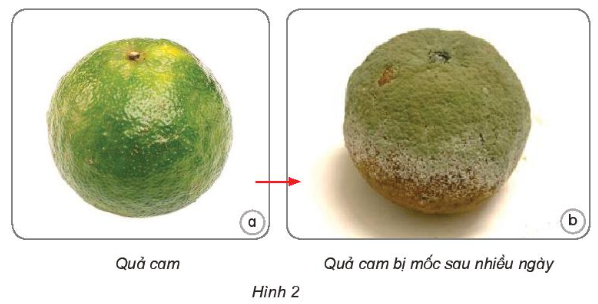 a
b
Quả cam
Quả cam bị mốc sau nhiều ngày
Hình 2